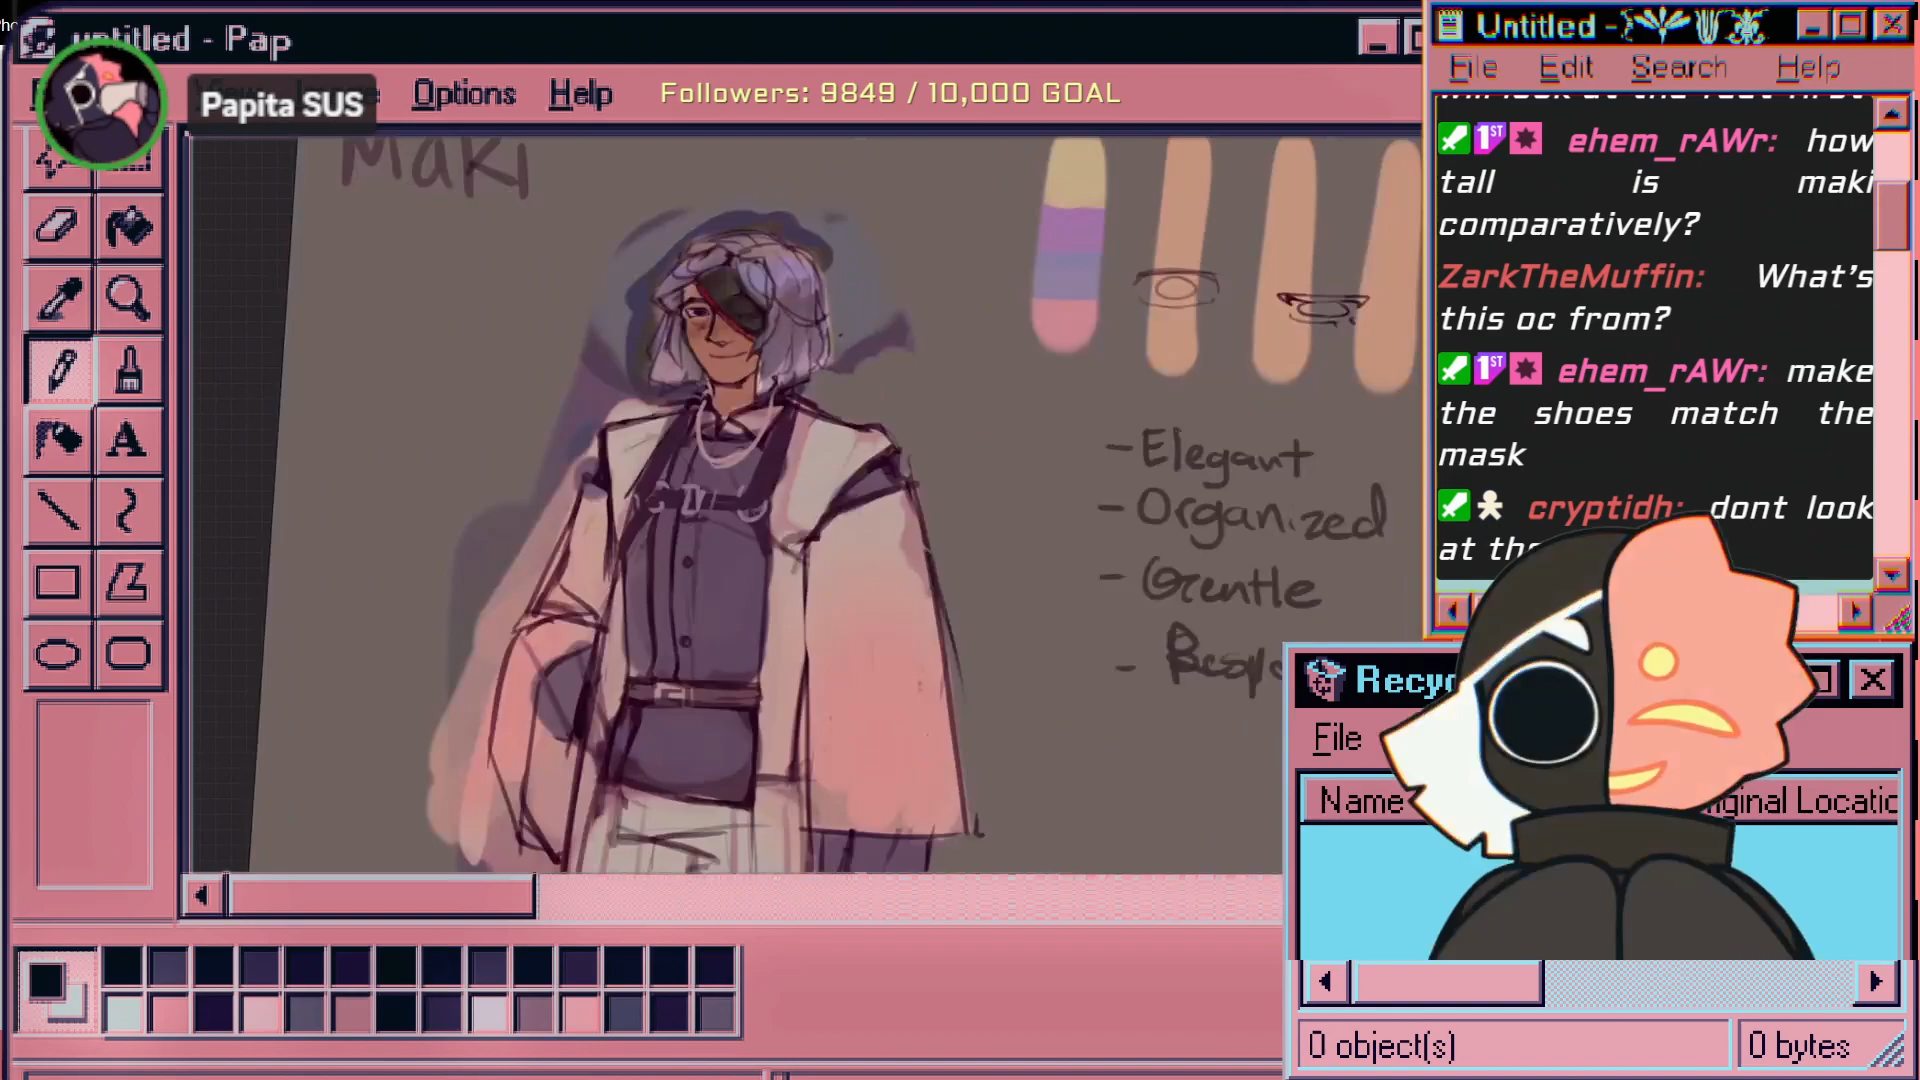 untitled - Pap
Papita SUS
Options
Help
Followers: 9849 / 10,000 GOAL
Maki
- Elegant
- Organized
- Gentle
A
Untitled -
File Edit Search Help
ehem_rAWr: how
tall is maki
comparatively?
ZarkTheMuffin: What's
this oc from?
ehem_rAWr: make
the shoes match the
mask
cryptidh: dont look
at
File
Name
0 object(s)
0 bytes